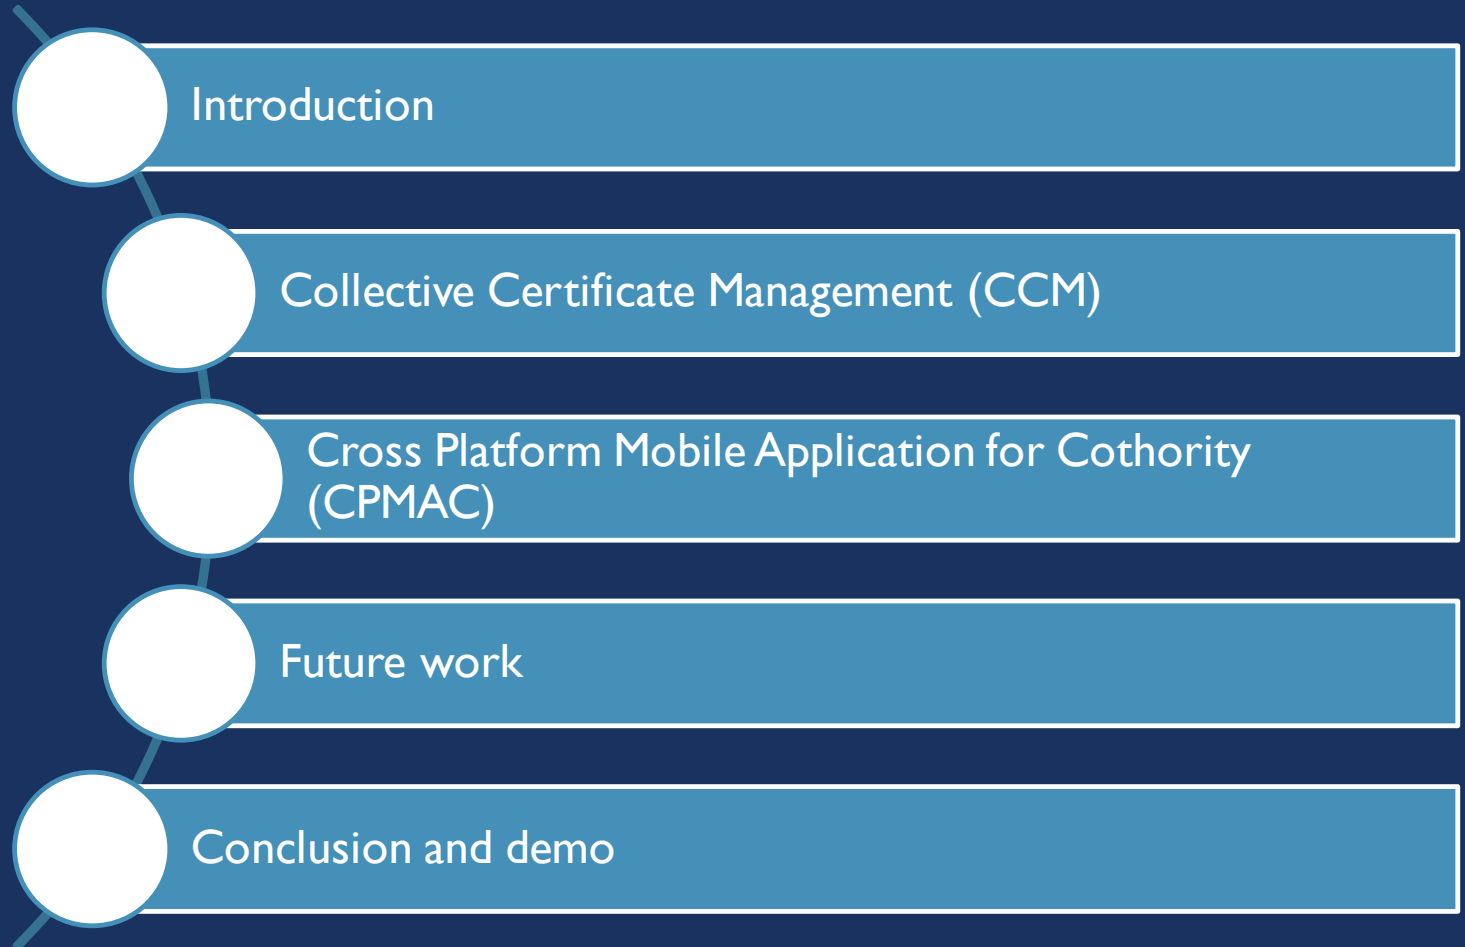 Introduction
Collective Certificate Management (CCM)
Cross Platform Mobile Application for Cothority
(CPMAC)
Future work
Conclusion and demo